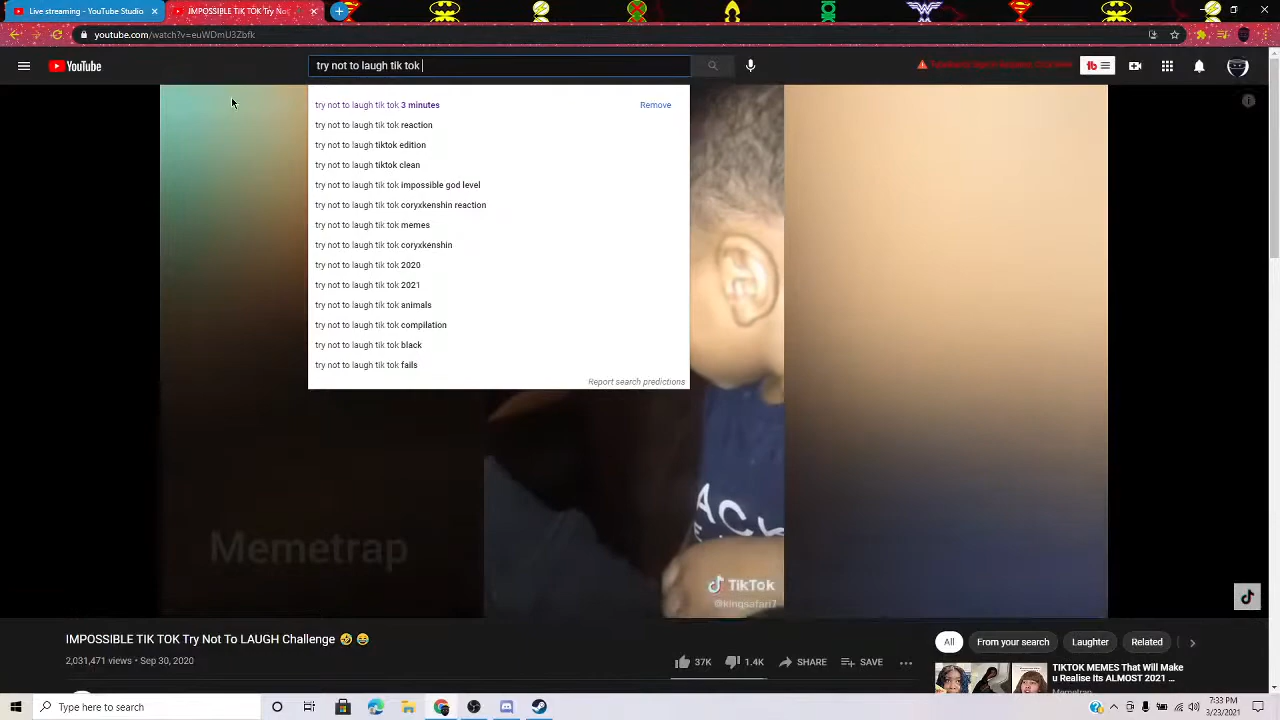 Live streaming - YouTube Studio
IMPOSSIBLE TIK TOK Try Not
youtube.com/watch?v=euWDmU3Zbfk
YouTube
try not to laugh tik tok
try not to laugh tik tok 3 minutes
Remove
try not to laugh tik tok reaction
try not to laugh tiktok edition
try not to laugh tiktok clean
try not to laugh tik tok impossible god level
try not to laugh tik tok coryxkenshin reaction
try not to laugh tik tok memes
try not to laugh tik tok coryxkenshin
try not to laugh tik tok 2020
try not to laugh tik tok 2021
try not to laugh tik tok animals
try not to laugh tik tok compilation
try not to laugh tik tok black
try not to laugh tik tok fails
Report search predictions
Memetrap
TikTok
@kingsafari7
IMPOSSIBLE TIK TOK Try Not To LAUGH Challenge 🤣 😂
2,031,471 views • Sep 30, 2020
37K
1.4K
SHARE
SAVE
All
From your search
Laughter
Related
TIKTOK MEMES That Will Make
u Realise Its ALMOST 2021 ...
Memetrap
Type here to search
7:33 PM
3/23/2021